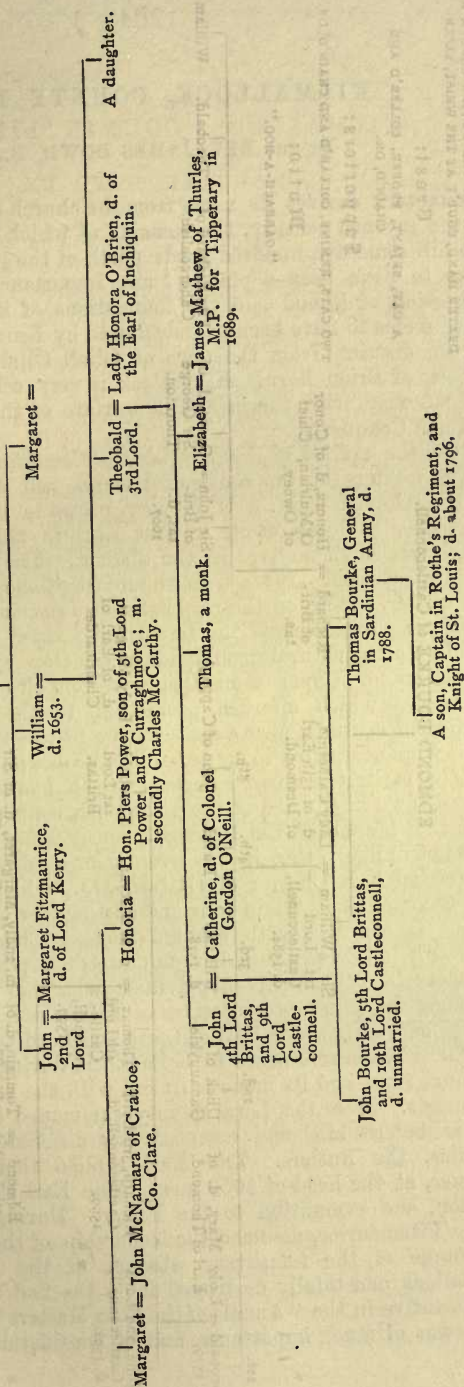 John = Margaret Fitzmaurice,
2nd d. of Lord Kerry.
Lord
William =
d. 1653.
Margaret =
Margaret = John McNamara of Cratloe,
Co. Clare.
Honoria = Hon. Piers Power, son of 5th Lord
Power and Curraghmore; m.
secondly Charles McCarthy.
Theobald = Lady Honora O'Brien, d. of
3rd Lord. the Earl of Inchiquin.
A daughter.
John = Catherine, d. of Colonel
4th Lord Gordon O'Neill.
Brittas,
and 9th
Lord
Castle-
connell.
Thomas, a monk.
Elizabeth = James Mathew of Thurles,
M.P. for Tipperary in
1689.
John Bourke, 5th Lord Brittas,
and 10th Lord Castleconnell,
d. unmarried.
Thomas Bourke, General
in Sardinian Army, d.
1788.
A son, Captain in Rothe's Regiment, and
Knight of St. Louis; d. about 1796.